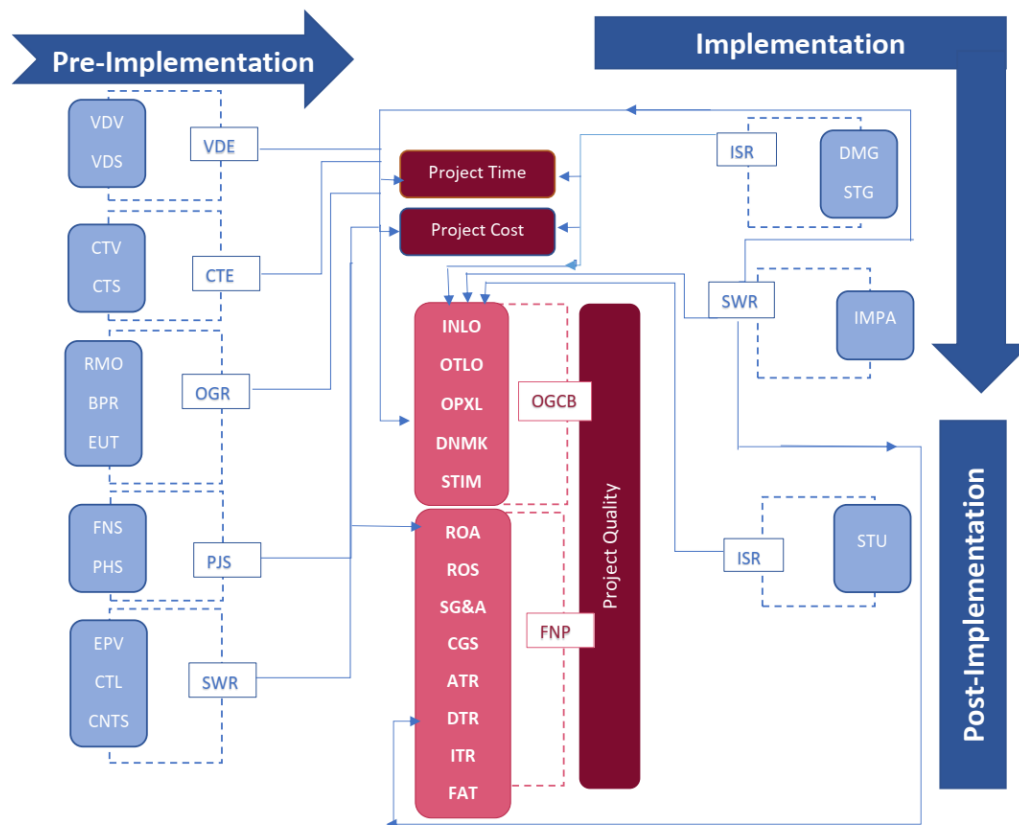 Pre-Implementation
Implementation
VDV
VDS
VDE
CTV
CTS
CTE
RMO
BPR
EUT
OGR
FNS
PHS
PJS
EPV
CTL
CNTS
SWR
Project Time
Project Cost
INLO
OTLO
OPXL
DNMK
STIM
OGCB
ROA
ROS
SG&A
CGS
ATR
DTR
ITR
FAT
FNP
Project Quality
ISR
DMG
STG
SWR
IMPA
ISR
STU
Post-Implementation